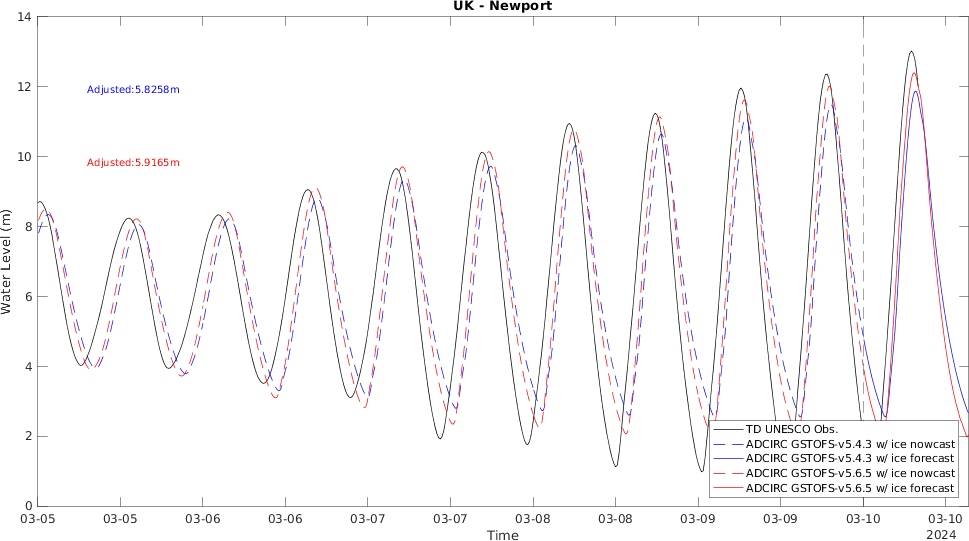 UK - Newport
14
12
10
8
6
4
2
0
Water Level (m)
Adjusted:5.8258m
Adjusted:5.9165m
TD UNESCO Obs.
ADCIRC GSTOFS-v5.4.3 w/ ice nowcast
ADCIRC GSTOFS-v5.4.3 w/ ice forecast
ADCIRC GSTOFS-v5.6.5 w/ ice nowcast
ADCIRC GSTOFS-v5.6.5 w/ ice forecast
03-05 03-05 03-06 03-06 03-07 03-07 03-08 03-08 03-09 03-09 03-10 03-10
Time
2024